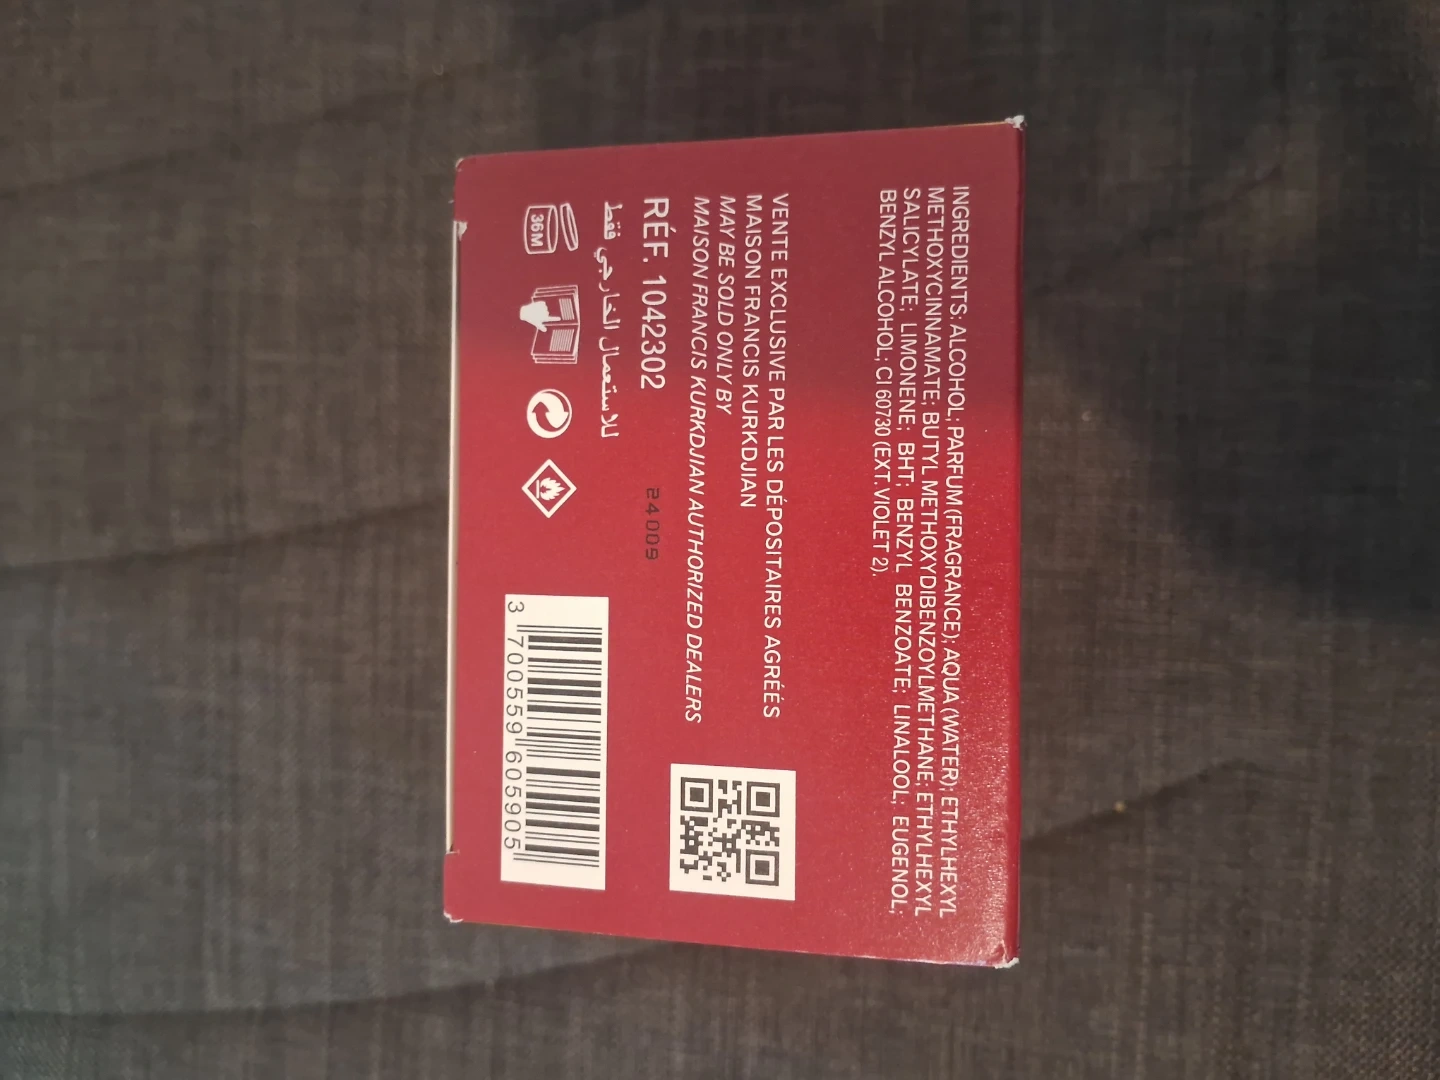 INGREDIENTS: ALCOHOL; PARFUM (FRAGRANCE); AQUA (WATER); ETHYLHEXYL
METHOXYCINNAMATE; BUTYL METHOXYDIBENZOYLMETHANE; ETHYLHEXYL
SALICYLATE; LIMONENE; BHT; BENZYL BENZOATE; LINALOOL; EUGENOL;
BENZYL ALCOHOL; CI 60730 (EXT. VIOLET 2).
VENTE EXCLUSIVE PAR LES DÉPOSITAIRES AGRÉÉS
MAISON FRANCIS KURKDJIAN
MAY BE SOLD ONLY BY
MAISON FRANCIS KURKDJIAN AUTHORIZED DEALERS
RÉF. 1042302
24009
للاستعمال الخارجي فقط
36M
3 700559 605905